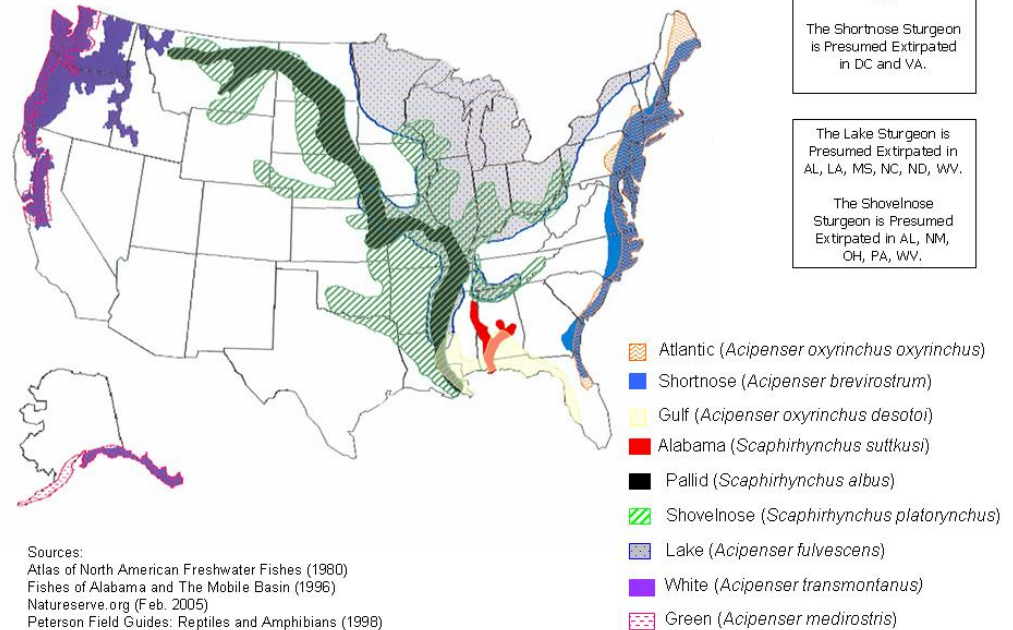 The Shortnose Sturgeon
is Presumed Extirpated
in DC and VA.
The Lake Sturgeon is
Presumed Extirpated in
AL, LA, MS, NC, ND, WV.
The Shovelnose
Sturgeon is Presumed
Extirpated in AL, NM,
OH, PA, WV.
Atlantic (Acipenser oxyrinchus oxyrinchus)
Shortnose (Acipenser brevirostrum)
Gulf (Acipenser oxyrinchus desotoi)
Alabama (Scaphirhynchus suttkusi)
Pallid (Scaphirhynchus albus)
Shovelnose (Scaphirhynchus platorynchus)
Lake (Acipenser fulvescens)
White (Acipenser transmontanus)
Green (Acipenser medirostris)
Sources:
Atlas of North American Freshwater Fishes (1980)
Fishes of Alabama and The Mobile Basin (1996)
Natureserve.org (Feb. 2005)
Peterson Field Guides: Reptiles and Amphibians (1998)